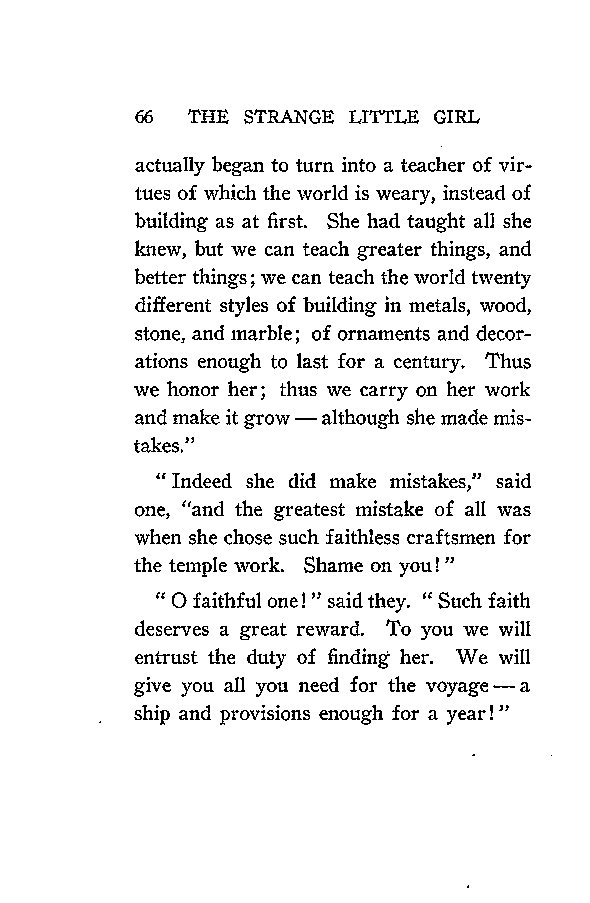 66 THE STRANGE LITTLE GIRL
actually began to turn into a teacher of vir-
tues of which the world is weary, instead of
building as at first. She had taught all she
knew, but we can teach greater things, and
better things; we can teach the world twenty
different styles of building in metals, wood,
stone, and marble; of ornaments and decor-
ations enough to last for a century. Thus
we honor her; thus we carry on her work
and make it grow — although she made mis-
takes.”
“ Indeed she did make mistakes,” said
one, “and the greatest mistake of all was
when she chose such faithless craftsmen for
the temple work. Shame on you! ”
“ O faithful one! ” said they. “ Such faith
deserves a great reward. To you we will
entrust the duty of finding her. We will
give you all you need for the voyage — a
ship and provisions enough for a year! ”